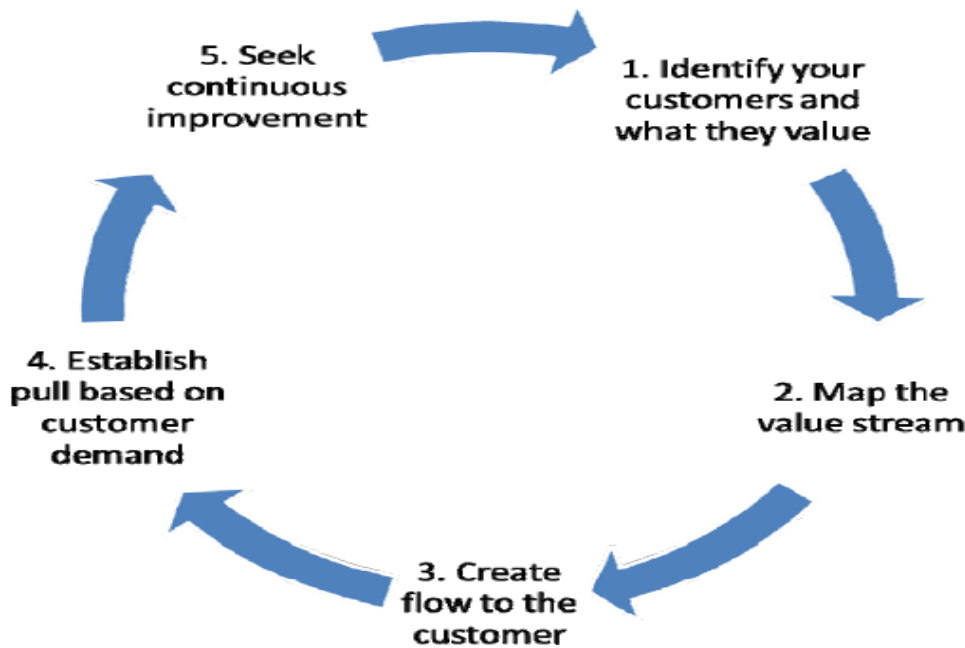 1. Identify your
customers and
what they value
2. Map the
value stream
3. Create
flow to the
customer
4. Establish
pull based on
customer
demand
5. Seek
continuous
improvement